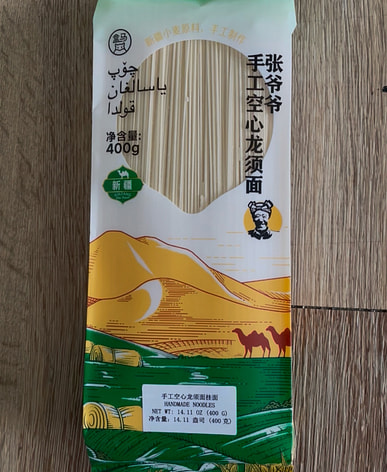 新疆小麦原料，手工制作
张爷爷
手工空心龙须面
چۆپ
ياسالغان
قولدا
净含量:
400g
新疆
手工空心龙须面挂面
HANDMADE NOODLES
NET WT: 14.11 OZ (400 G)
净含量: 14.11 盎司 (400 克)